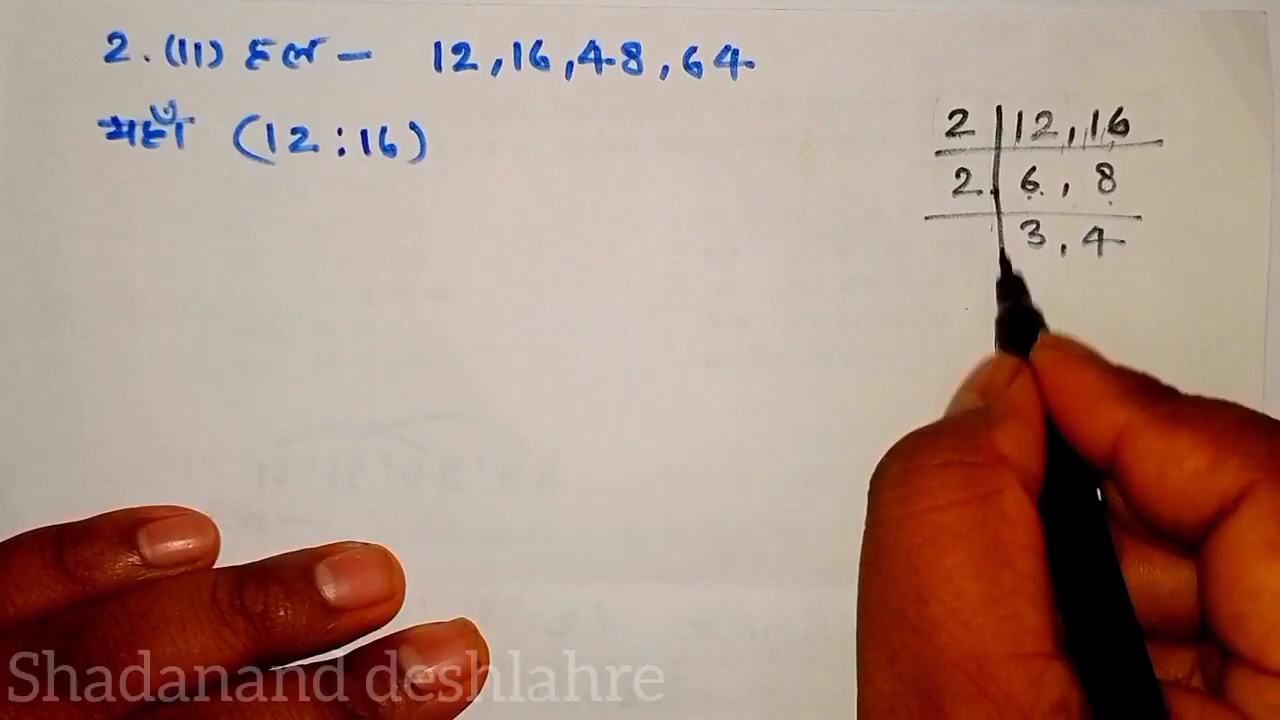 2. (11) हल – 12, 16, 48, 64
यहाँ (12 : 16)
2 | 12, 16
2 | 6, 8
3, 4
Shadanand deshlahre